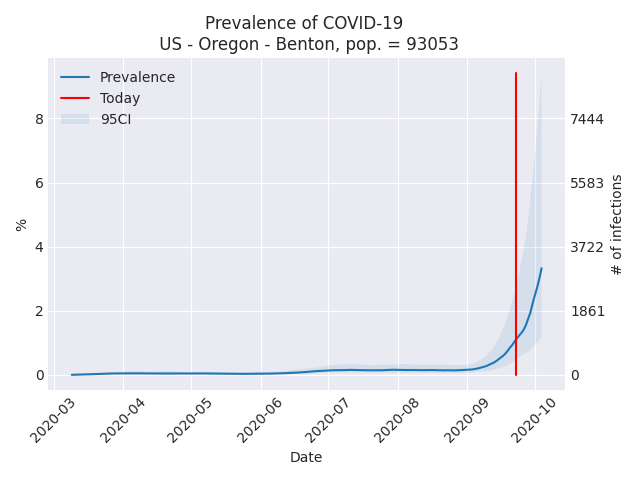 Prevalence of COVID-19
US - Oregon - Benton, pop. = 93053
Prevalence
Today
95CI
8
6
4
2
0
%
7444
5583
3722
1861
0
# of infections
2020-03
2020-04
2020-05
2020-06
2020-07
2020-08
2020-09
2020-10
Date